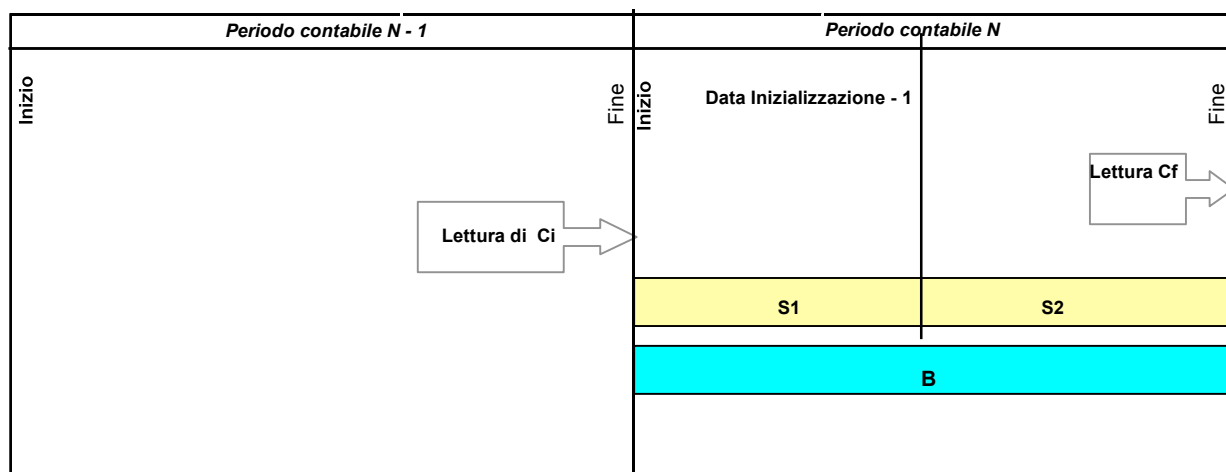 Periodo contabile N - 1
Periodo contabile N
Inizio
Fine
Inizio
Data Inizializzazione - 1
Fine
Lettura Cf
Lettura di Ci
S1
S2
B